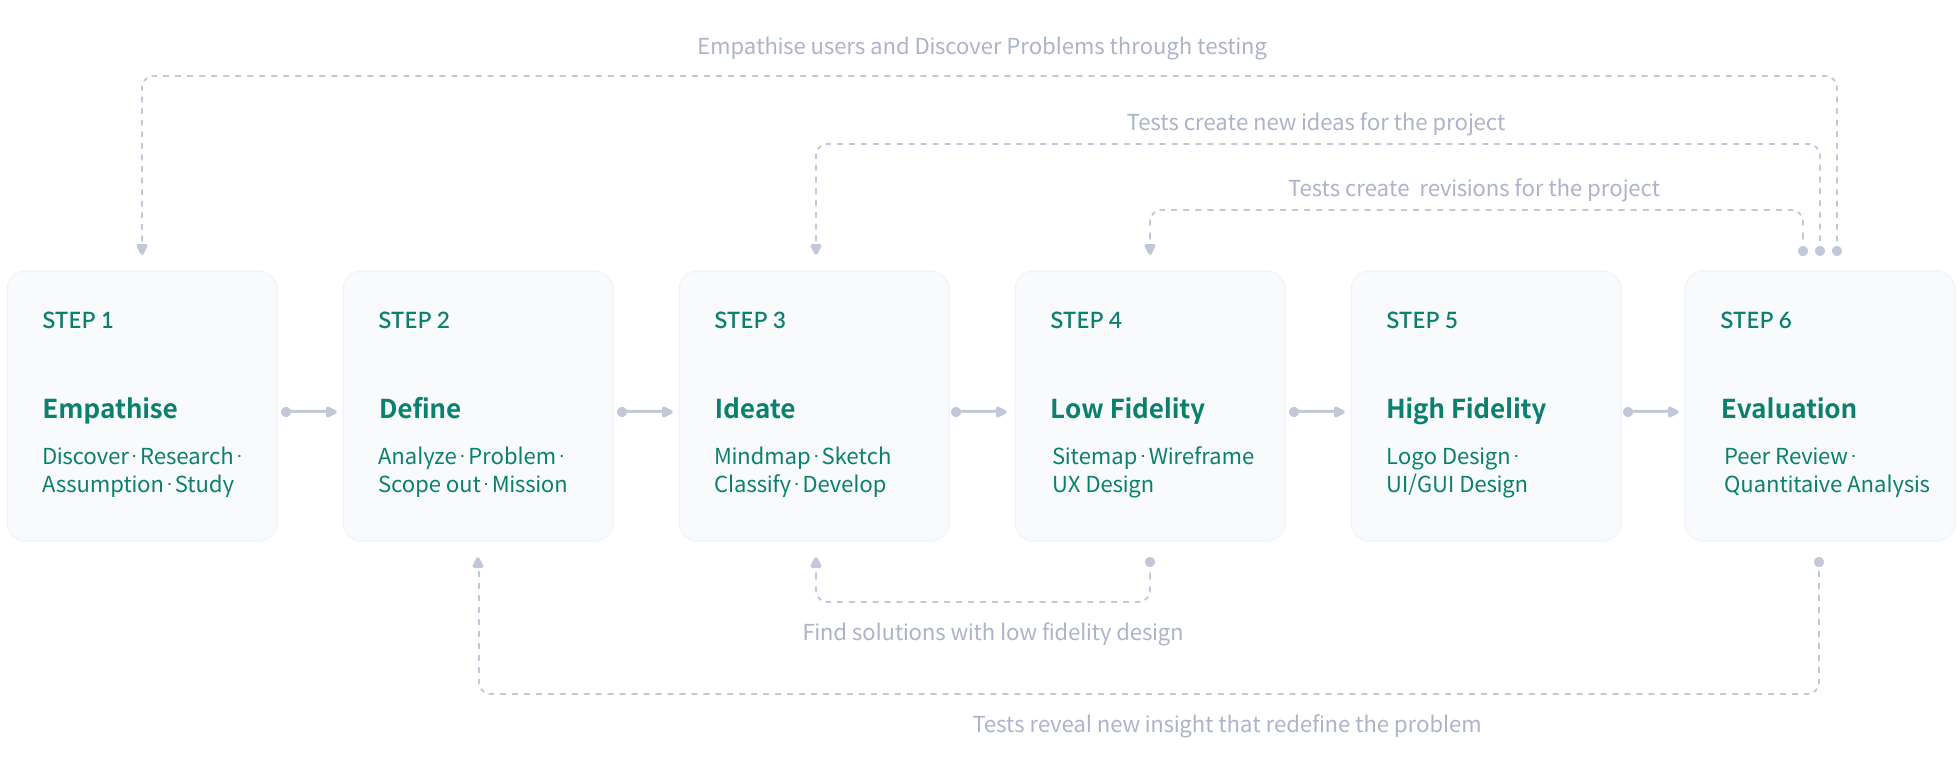 Empathise users and Discover Problems through testing
Tests create new ideas for the project
Tests create  revisions for the project
STEP 1
Empathise
Discover · Research ·
Assumption · Study
STEP 2
Define
Analyze · Problem ·
Scope out · Mission
STEP 3
Ideate
Mindmap · Sketch
Classify · Develop
STEP 4
Low Fidelity
Sitemap · Wireframe
UX Design
STEP 5
High Fidelity
Logo Design ·
UI/GUI Design
STEP 6
Evaluation
Peer Review ·
Quantitaive Analysis
Find solutions with low fidelity design
Tests reveal new insight that redefine the problem